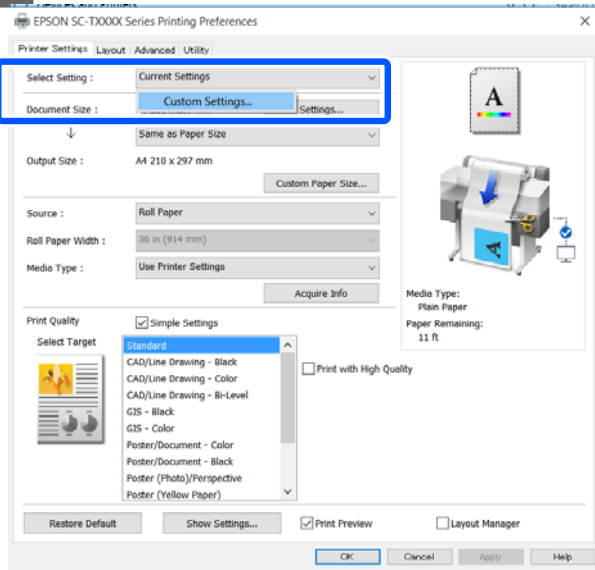 EPSON SC-TXXXX Series Printing Preferences
Printer Settings Layout Advanced Utility
Select Setting : Current Settings
Custom Settings...
Document Size : Settings...
Same as Paper Size
Output Size : A4 210 x 297 mm
Custom Paper Size...
Source : Roll Paper
Roll Paper Width : 36 in (914 mm)
Media Type : Use Printer Settings
Acquire Info
A
Media Type:
Plain Paper
Paper Remaining:
11 ft
Print Quality Simple Settings
Select Target
Standard
CAD/Line Drawing - Black
CAD/Line Drawing - Color
CAD/Line Drawing - Bi-Level
GIS - Black
GIS - Color
Poster/Document - Color
Poster/Document - Black
Poster (Photo)/Perspective
Poster (Yellow Paper)
Print with High Quality
Restore Default Show Settings... Print Preview Layout Manager
OK Cancel Apply Help